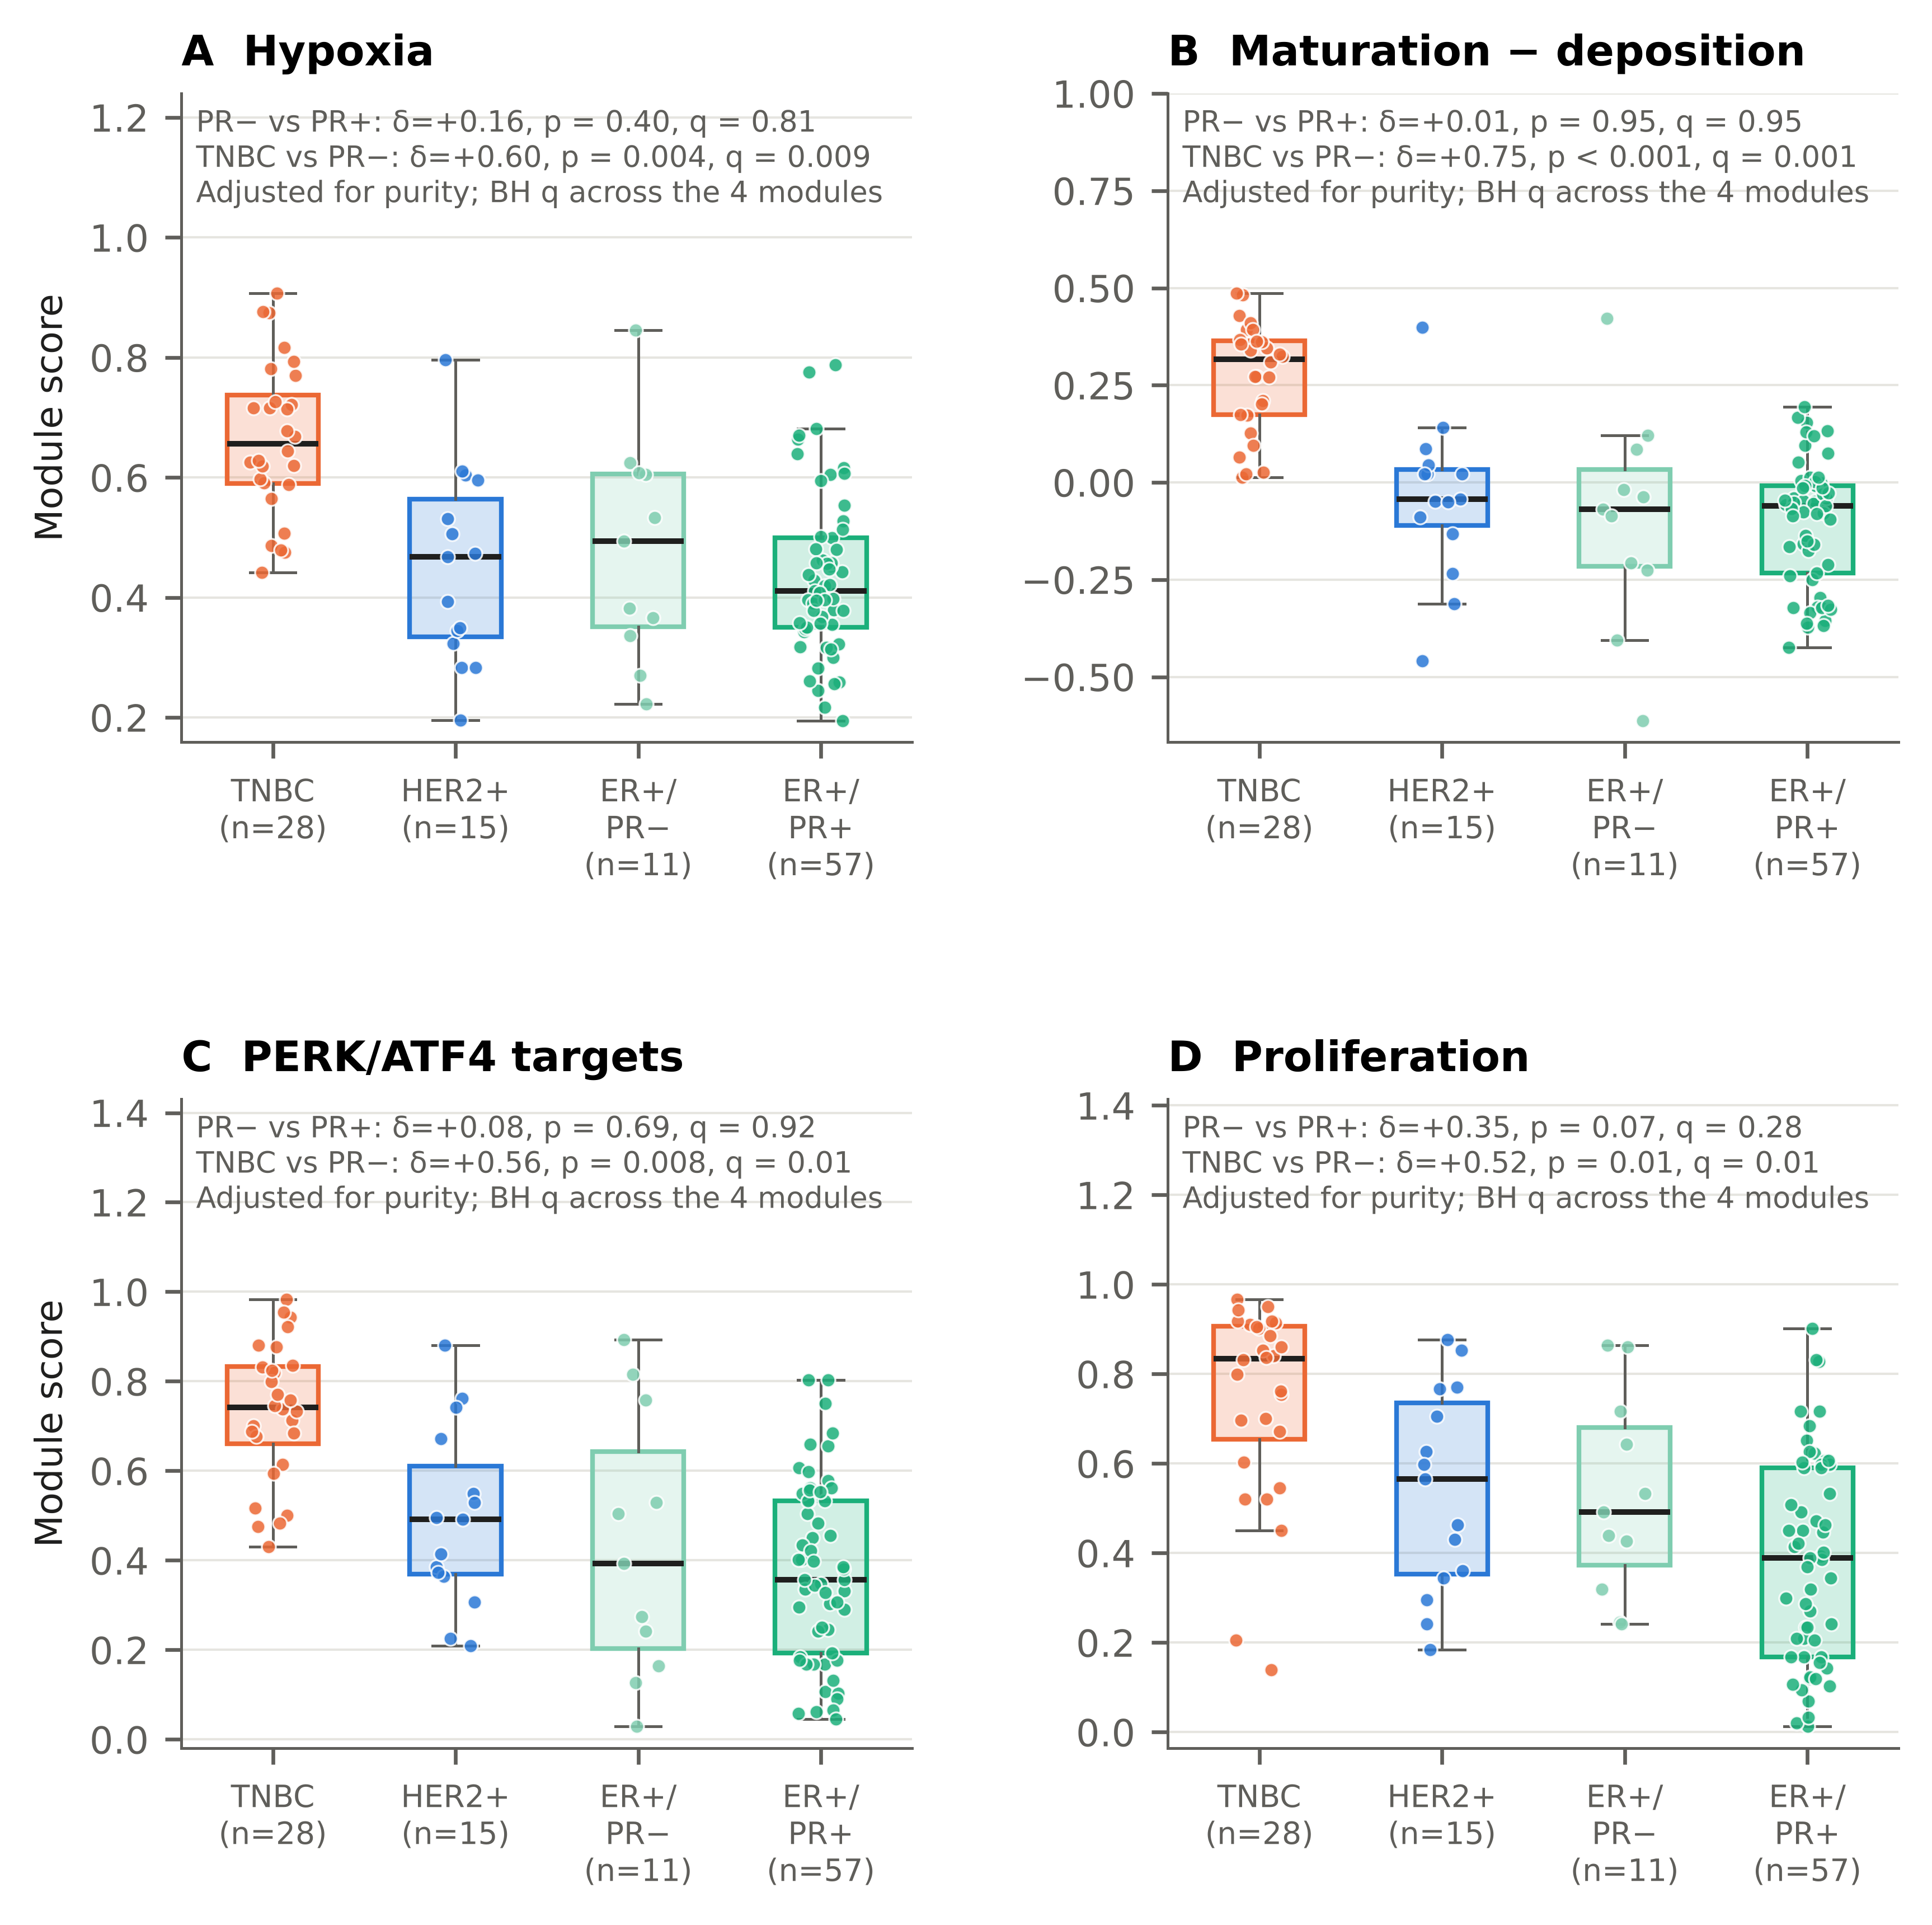 A Hypoxia
1.2
1.0
0.8
0.6
0.4
0.2
Module score
PR− vs PR+: δ=+0.16, p = 0.40, q = 0.81
TNBC vs PR−: δ=+0.60, p = 0.004, q = 0.009
Adjusted for purity; BH q across the 4 modules
TNBC
(n=28)
HER2+
(n=15)
ER+/
PR−
(n=11)
ER+/
PR+
(n=57)
B Maturation − deposition
1.00
0.75
0.50
0.25
0.00
−0.25
−0.50
PR− vs PR+: δ=+0.01, p = 0.95, q = 0.95
TNBC vs PR−: δ=+0.75, p < 0.001, q = 0.001
Adjusted for purity; BH q across the 4 modules
TNBC
(n=28)
HER2+
(n=15)
ER+/
PR−
(n=11)
ER+/
PR+
(n=57)
C PERK/ATF4 targets
1.4
1.2
1.0
0.8
0.6
0.4
0.2
0.0
Module score
PR− vs PR+: δ=+0.08, p = 0.69, q = 0.92
TNBC vs PR−: δ=+0.56, p = 0.008, q = 0.01
Adjusted for purity; BH q across the 4 modules
TNBC
(n=28)
HER2+
(n=15)
ER+/
PR−
(n=11)
ER+/
PR+
(n=57)
D Proliferation
1.4
1.2
1.0
0.8
0.6
0.4
0.2
0.0
PR− vs PR+: δ=+0.35, p = 0.07, q = 0.28
TNBC vs PR−: δ=+0.52, p = 0.01, q = 0.01
Adjusted for purity; BH q across the 4 modules
TNBC
(n=28)
HER2+
(n=15)
ER+/
PR−
(n=11)
ER+/
PR+
(n=57)